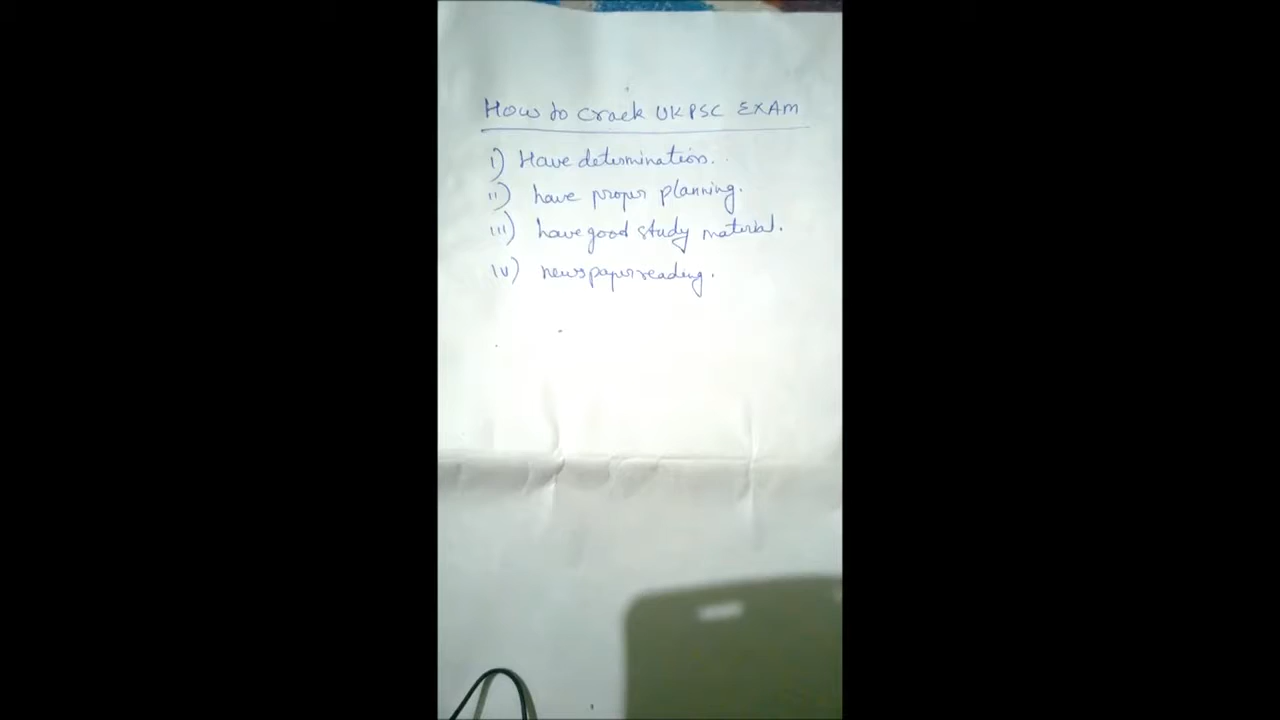 How to crack UKPSC EXAM
i) Have determination.
ii) have proper planning.
iii) have good study material.
iv) newspaper reading.